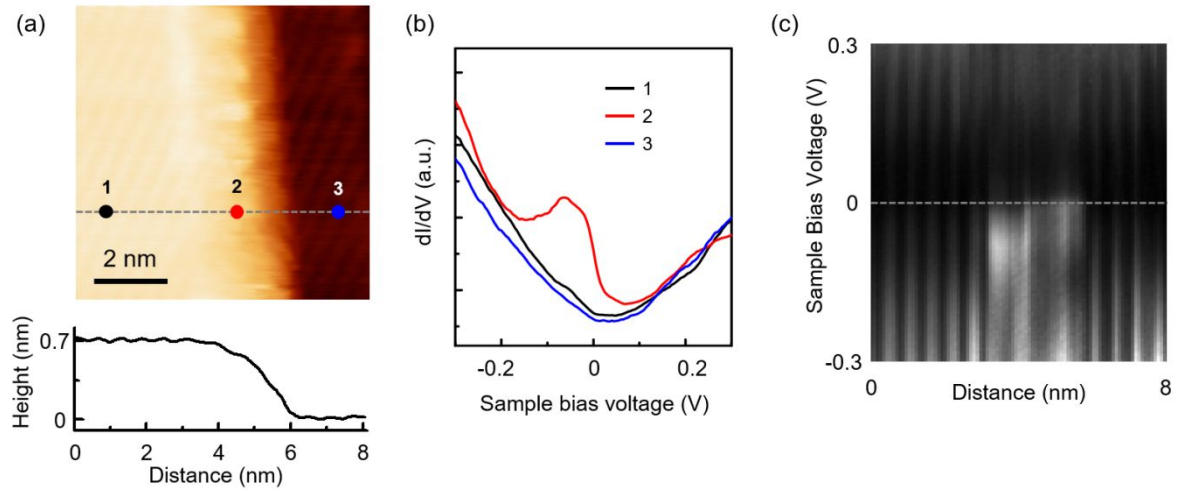 (a)
1
2
3
2 nm
Height (nm)
0.7
0
0
2
4
6
8
Distance (nm)
(b)
1
2
3
dI/dV (a.u.)
-0.2
0
0.2
Sample bias voltage (V)
(c)
0.3
0
-0.3
Sample Bias Voltage (V)
0
8
Distance (nm)